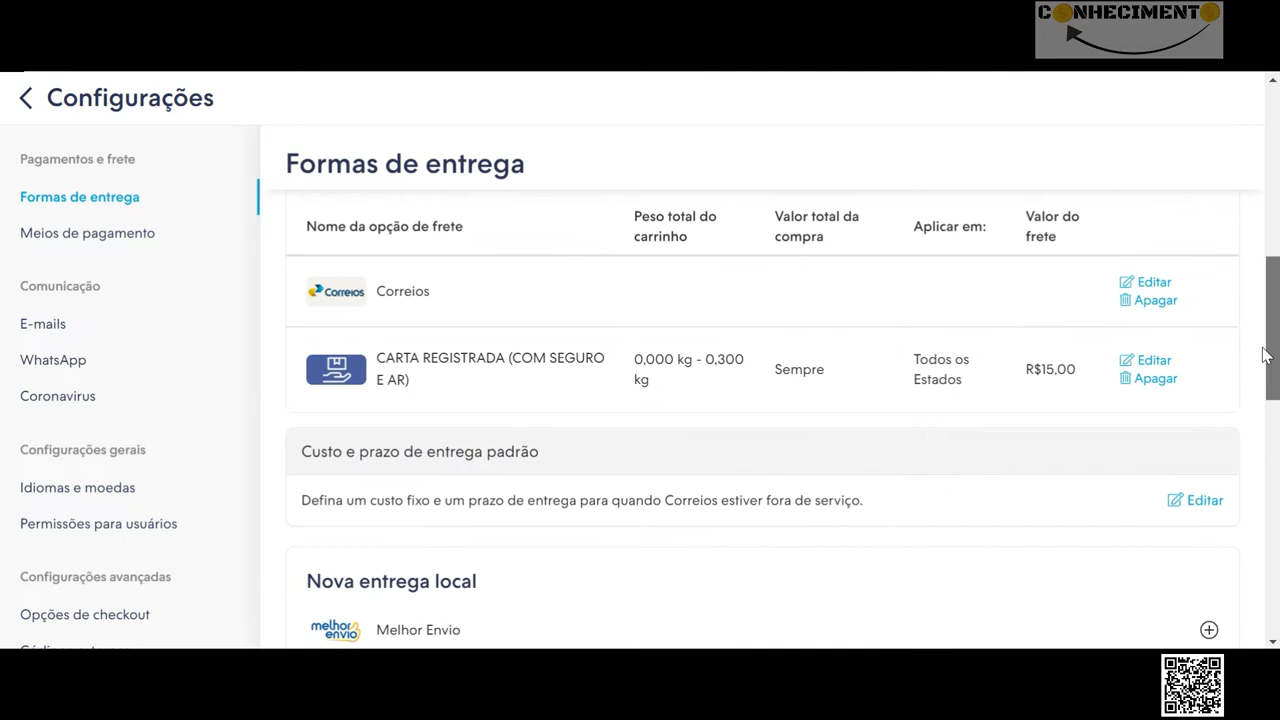 CONHECIMENTO
Configurações
Pagamentos e frete
Formas de entrega
Meios de pagamento
Comunicação
E-mails
WhatsApp
Coronavirus
Configurações gerais
Idiomas e moedas
Permissões para usuários
Configurações avançadas
Opções de checkout
Formas de entrega
Nome da opção de frete
Peso total do
carrinho
Valor total da
compra
Aplicar em:
Valor do
frete
Correios
Correios
Editar
Apagar
CARTA REGISTRADA (COM SEGURO
E AR)
0,000 kg - 0,300
kg
Sempre
Todos os
Estados
R$15,00
Editar
Apagar
Custo e prazo de entrega padrão
Defina um custo fixo e um prazo de entrega para quando Correios estiver fora de serviço.
Editar
Nova entrega local
melhor
envio
Melhor Envio